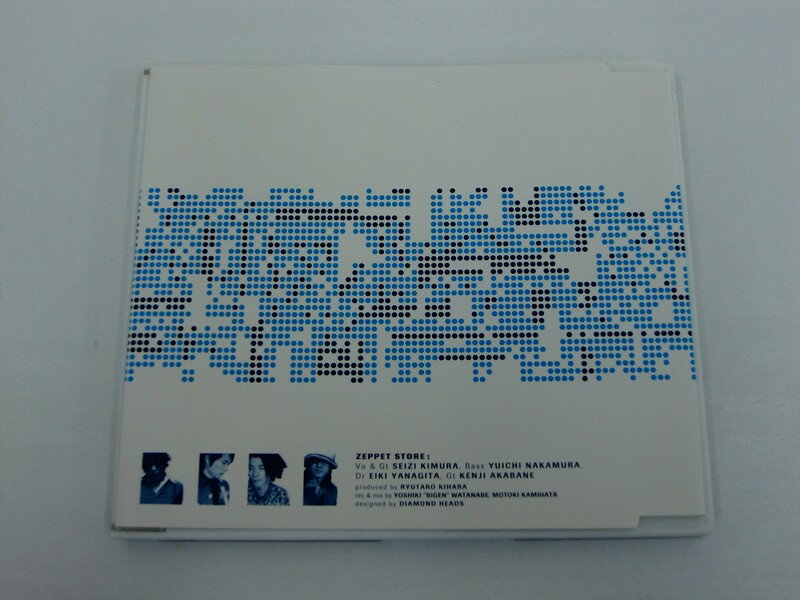 ZEPPET STORE:
Vo & Gt SEIZI KIMURA, Bass YUICHI NAKAMURA,
Dr EIKI YANAGITA, Gt KENJI AKABANE
produced by RYUTARO KIHARA
rec & mix by YOSHIKI "BIGEN" WATANABE, MOTOKI KAMIHATA
designed by DIAMOND HEADS